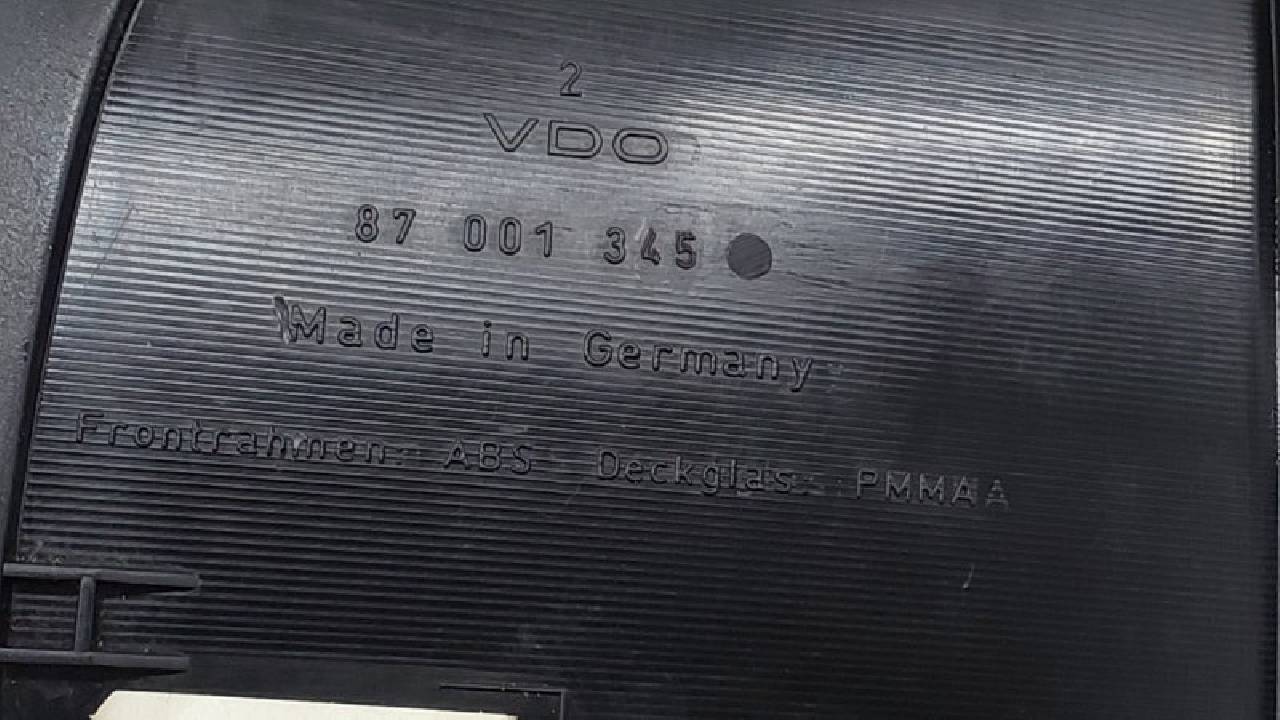 2
VDO
87 001 345
Made in Germany
Frontrahmen: ABS Deckglas: PMMA